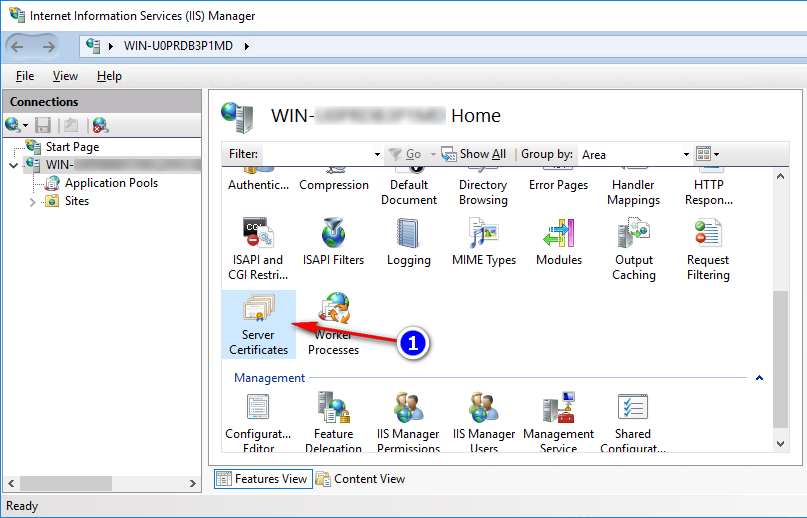 Internet Information Services (IIS) Manager
WIN-U0PRDB3P1MD
File View Help
Connections
Start Page
WIN-
Application Pools
Sites
WIN- Home
Filter: Go Show All Group by: Area
Authentic... Compression Default Document Directory Browsing Error Pages Handler Mappings HTTP Respon...
ISAPI and CGI Restri... ISAPI Filters Logging MIME Types Modules Output Caching Request Filtering
Server Certificates Worker Processes
1
Management
Configurat... Editor Feature Delegation IIS Manager Permissions IIS Manager Users Management Service Shared Configurat...
Features View Content View
Ready